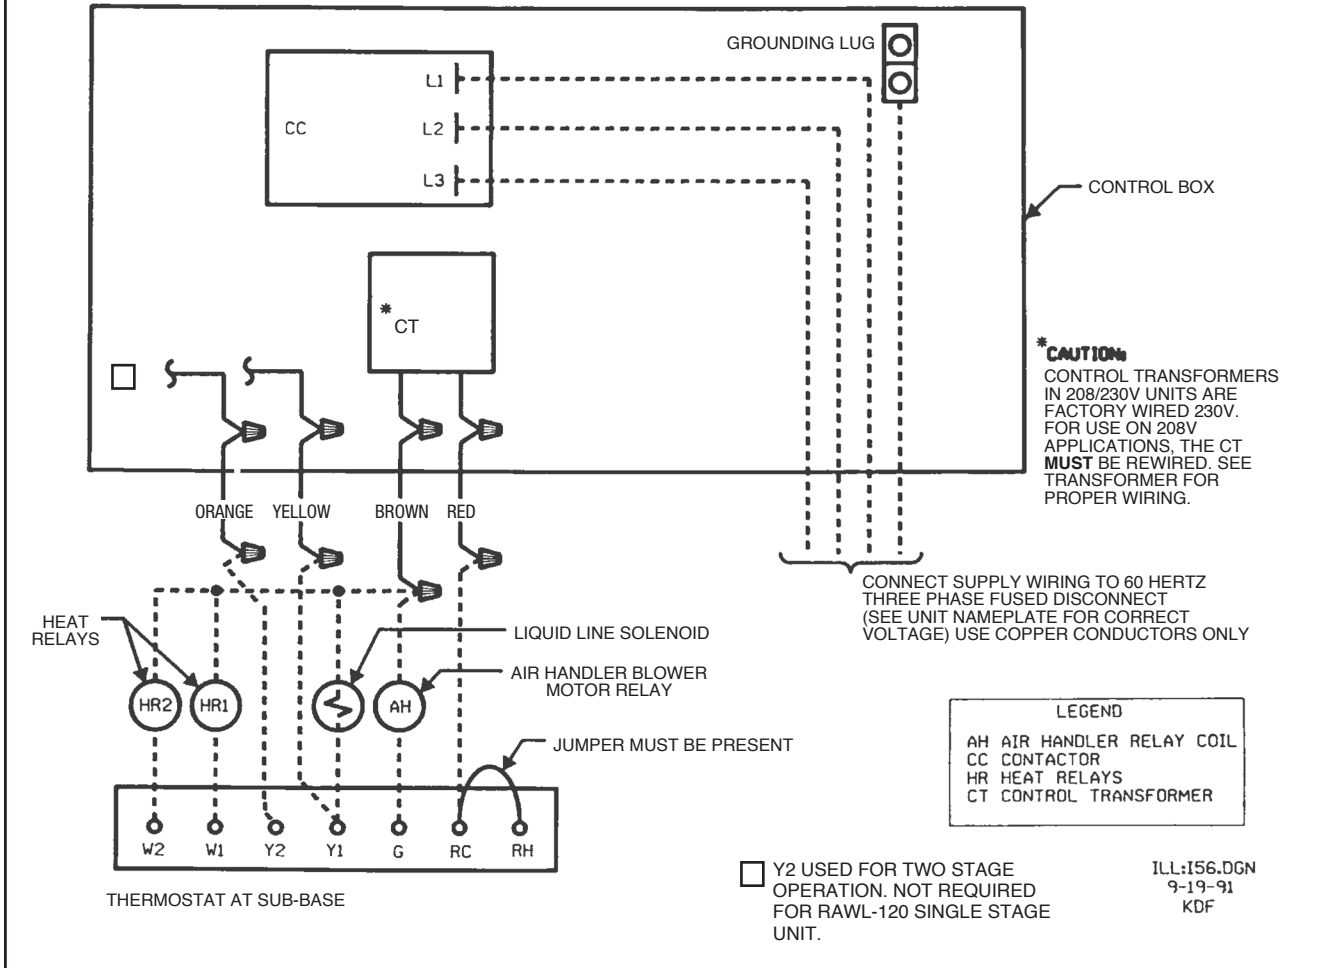 GROUNDING LUG
L1
CC
L2
L3
CONTROL BOX
* CT
*CAUTION:
CONTROL TRANSFORMERS
IN 208/230V UNITS ARE
FACTORY WIRED 230V.
FOR USE ON 208V
APPLICATIONS, THE CT
MUST BE REWIRED. SEE
TRANSFORMER FOR
PROPER WIRING.
ORANGE YELLOW BROWN RED
CONNECT SUPPLY WIRING TO 60 HERTZ
THREE PHASE FUSED DISCONNECT
(SEE UNIT NAMEPLATE FOR CORRECT
VOLTAGE) USE COPPER CONDUCTORS ONLY
HEAT
RELAYS
LIQUID LINE SOLENOID
AIR HANDLER BLOWER
MOTOR RELAY
HR2 HR1 AH
JUMPER MUST BE PRESENT
LEGEND
AH AIR HANDLER RELAY COIL
CC CONTACTOR
HR HEAT RELAYS
CT CONTROL TRANSFORMER
W2 W1 Y2 Y1 G RC RH
THERMOSTAT AT SUB-BASE
Y2 USED FOR TWO STAGE
OPERATION. NOT REQUIRED
FOR RAWL-120 SINGLE STAGE
UNIT.
ILL:I56.DGN
9-19-91
KDF